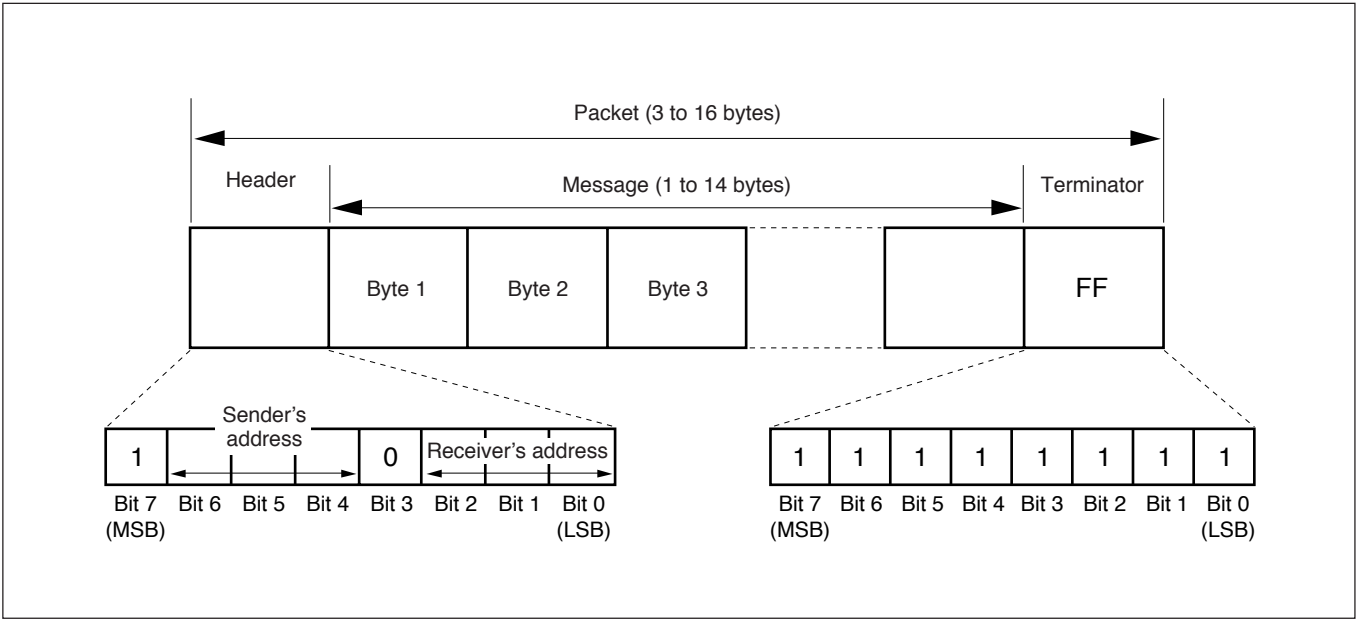 Packet (3 to 16 bytes)
Header
Message (1 to 14 bytes)
Terminator
Byte 1
Byte 2
Byte 3
FF
Sender's
address
1
0
Receiver's address
Bit 7 Bit 6 Bit 5 Bit 4 Bit 3 Bit 2 Bit 1 Bit 0
(MSB) (LSB)
1 1 1 1 1 1 1 1
Bit 7 Bit 6 Bit 5 Bit 4 Bit 3 Bit 2 Bit 1 Bit 0
(MSB) (LSB)